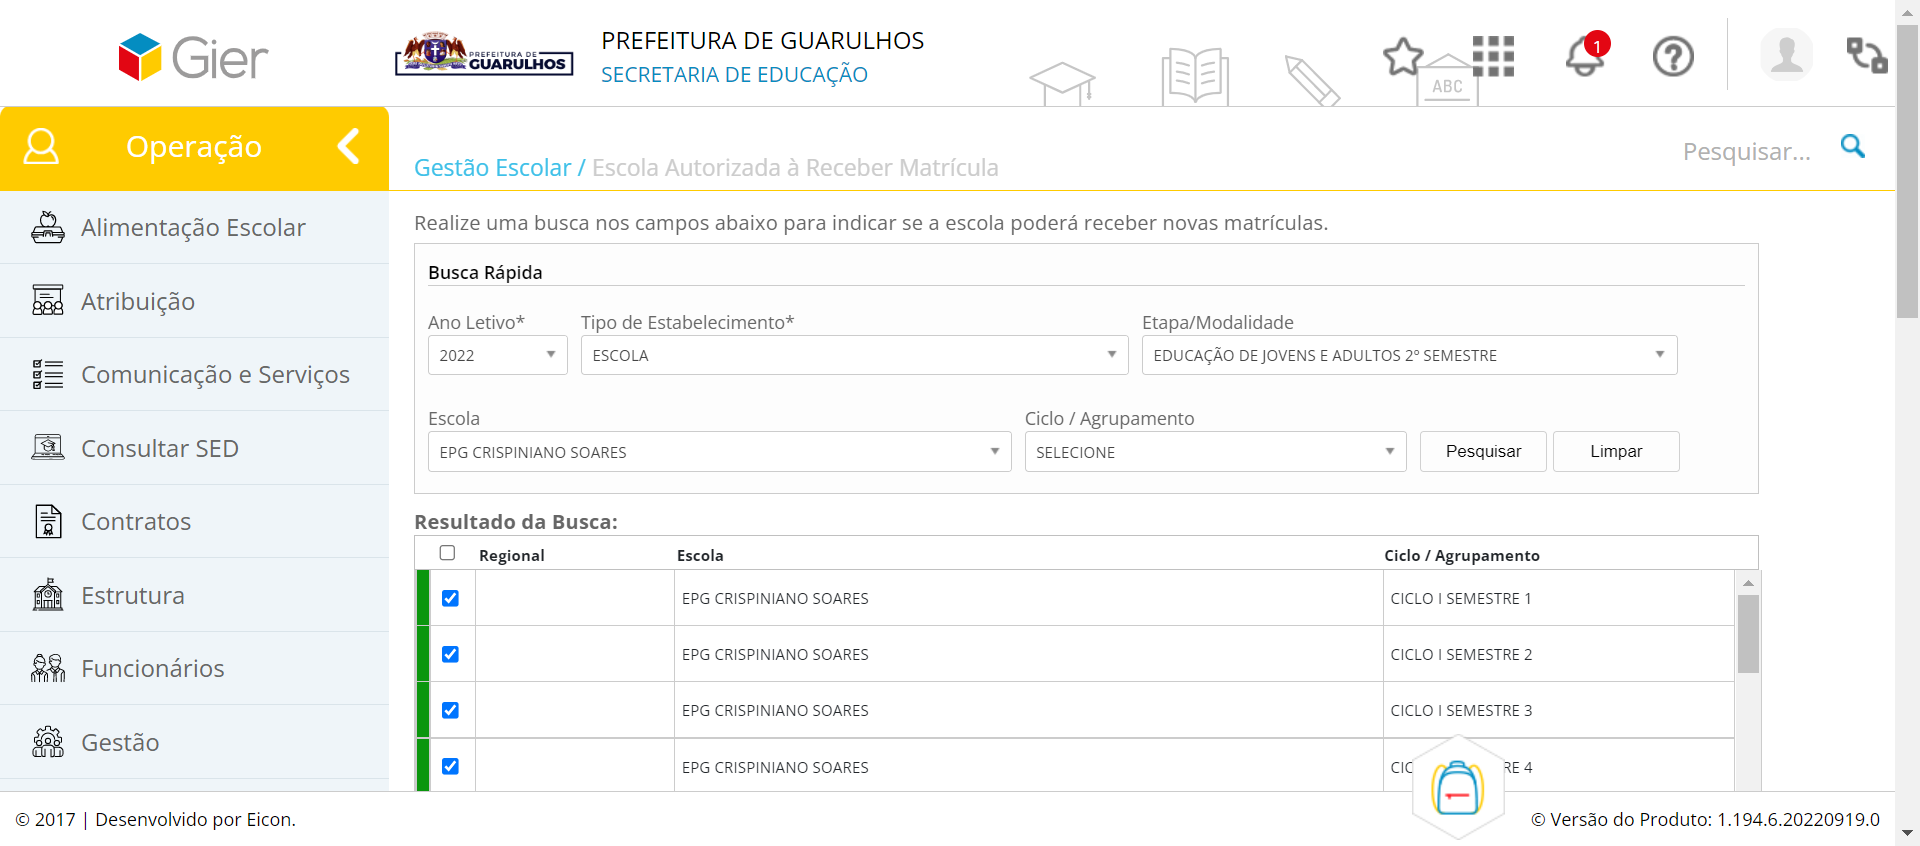 Gier
PREFEITURA DE
GUARULHOS
PREFEITURA DE GUARULHOS
SECRETARIA DE EDUCAÇÃO
ABC
1
Operação
Gestão Escolar / Escola Autorizada à Receber Matrícula
Pesquisar...
Alimentação Escolar
Atribuição
Comunicação e Serviços
Consultar SED
Contratos
Estrutura
Funcionários
Gestão
Realize uma busca nos campos abaixo para indicar se a escola poderá receber novas matrículas.
Busca Rápida
Ano Letivo* Tipo de Estabelecimento* Etapa/Modalidade
2022 ESCOLA EDUCAÇÃO DE JOVENS E ADULTOS 2º SEMESTRE
Escola Ciclo / Agrupamento
EPG CRISPINIANO SOARES SELECIONE Pesquisar Limpar
Resultado da Busca:
Regional Escola Ciclo / Agrupamento
EPG CRISPINIANO SOARES CICLO I SEMESTRE 1
EPG CRISPINIANO SOARES CICLO I SEMESTRE 2
EPG CRISPINIANO SOARES CICLO I SEMESTRE 3
EPG CRISPINIANO SOARES 4
© 2017 | Desenvolvido por Eicon.
© Versão do Produto: 1.194.6.20220919.0